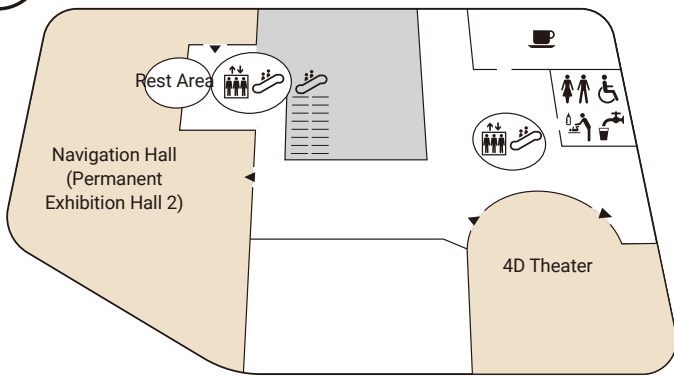 Rest Area
Navigation Hall
(Permanent
Exhibition Hall 2)
4D Theater